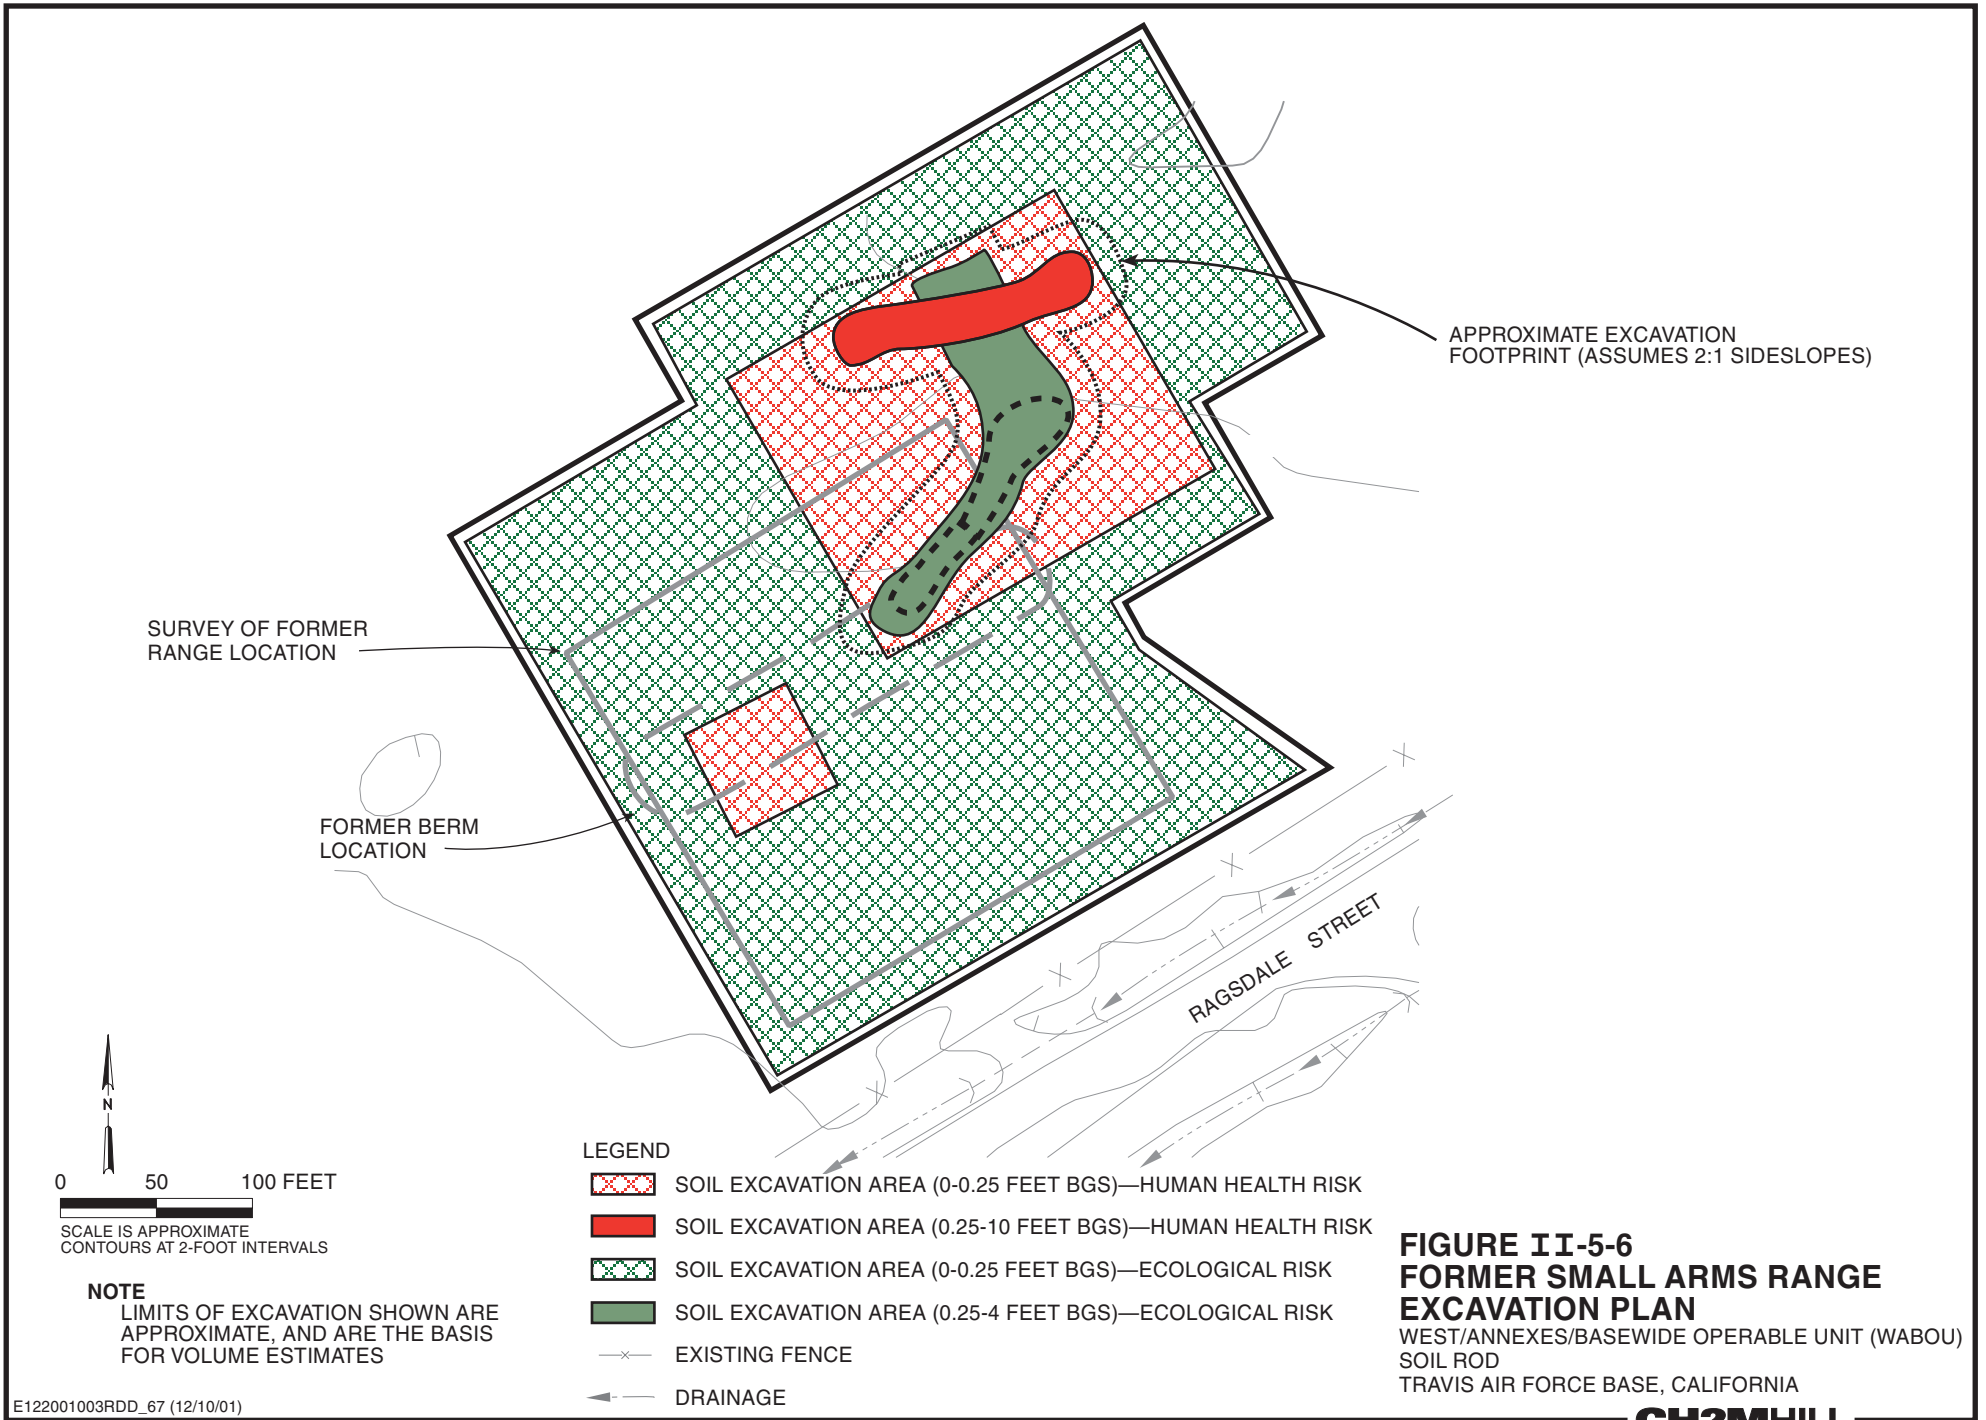 APPROXIMATE EXCAVATION
FOOTPRINT (ASSUMES 2:1 SIDESLOPES)
SURVEY OF FORMER
RANGE LOCATION
FORMER BERM
LOCATION
RAGSDALE STREET
N
0 50 100 FEET
SCALE IS APPROXIMATE
CONTOURS AT 2-FOOT INTERVALS
NOTE
LIMITS OF EXCAVATION SHOWN ARE
APPROXIMATE, AND ARE THE BASIS
FOR VOLUME ESTIMATES
E122001003RDD_67 (12/10/01)
LEGEND
SOIL EXCAVATION AREA (0-0.25 FEET BGS)—HUMAN HEALTH RISK
SOIL EXCAVATION AREA (0.25-10 FEET BGS)—HUMAN HEALTH RISK
SOIL EXCAVATION AREA (0-0.25 FEET BGS)—ECOLOGICAL RISK
SOIL EXCAVATION AREA (0.25-4 FEET BGS)—ECOLOGICAL RISK
EXISTING FENCE
DRAINAGE
FIGURE II-5-6
FORMER SMALL ARMS RANGE
EXCAVATION PLAN
WEST/ANNEXES/BASEWIDE OPERABLE UNIT (WABOU)
SOIL ROD
TRAVIS AIR FORCE BASE, CALIFORNIA
CH2MHILL